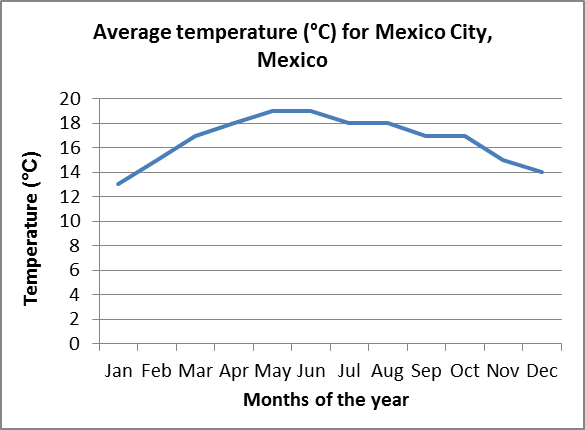 Average temperature (°C) for Mexico City,
Mexico
Temperature (°C)
20
18
16
14
12
10
8
6
4
2
0
Jan Feb Mar Apr May Jun Jul Aug Sep Oct Nov Dec
Months of the year